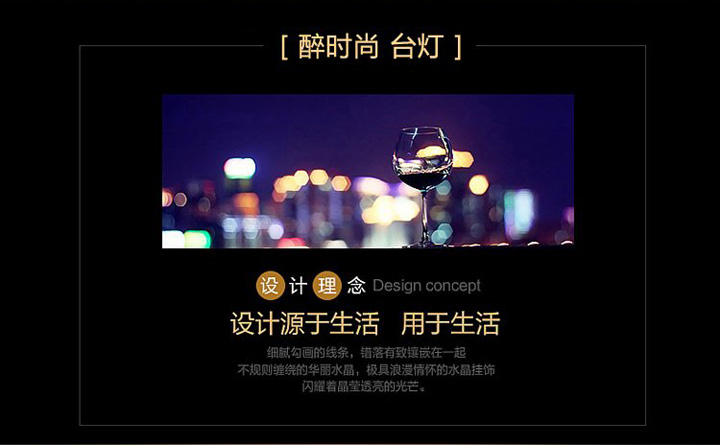 [ 醉时尚 台灯 ]
设计理念 Design concept
设计源于生活 用于生活
细腻勾画的线条，错落有致镶嵌在一起
不规则缠绕的华丽水晶，极具浪漫情怀的水晶挂饰
闪耀着晶莹透亮的光芒。